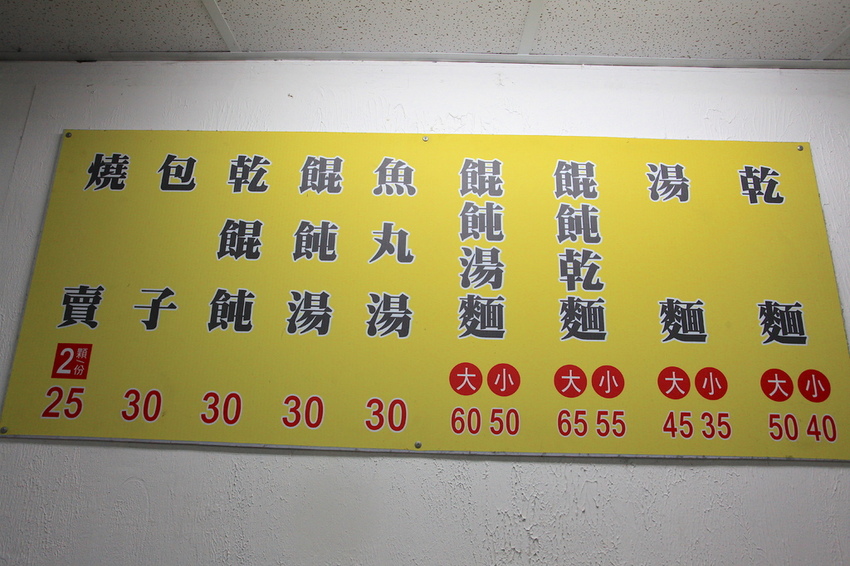 乾麵
大 小
50 40
湯麵
大 小
45 35
餛飩乾麵
大 小
65 55
餛飩湯麵
大 小
60 50
魚丸湯
30
餛飩湯
30
乾餛飩
30
包子
30
燒賣
2顆/份
25